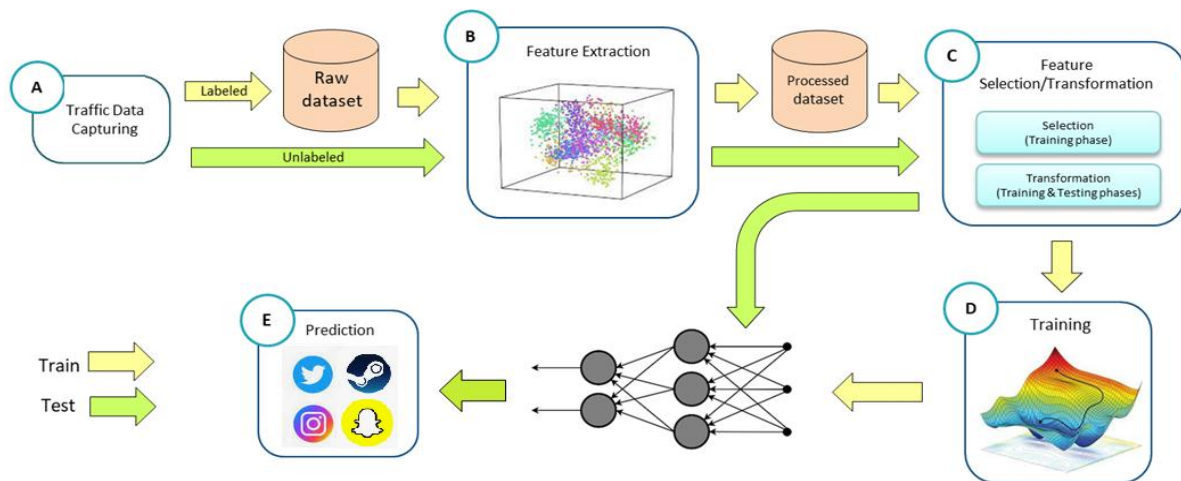 A
Traffic Data
Capturing
Labeled
Raw
dataset
Unlabeled
B
Feature Extraction
Processed
dataset
C
Feature
Selection/Transformation
Selection
(Training phase)
Transformation
(Training & Testing phases)
D
Training
E
Prediction
Train
Test